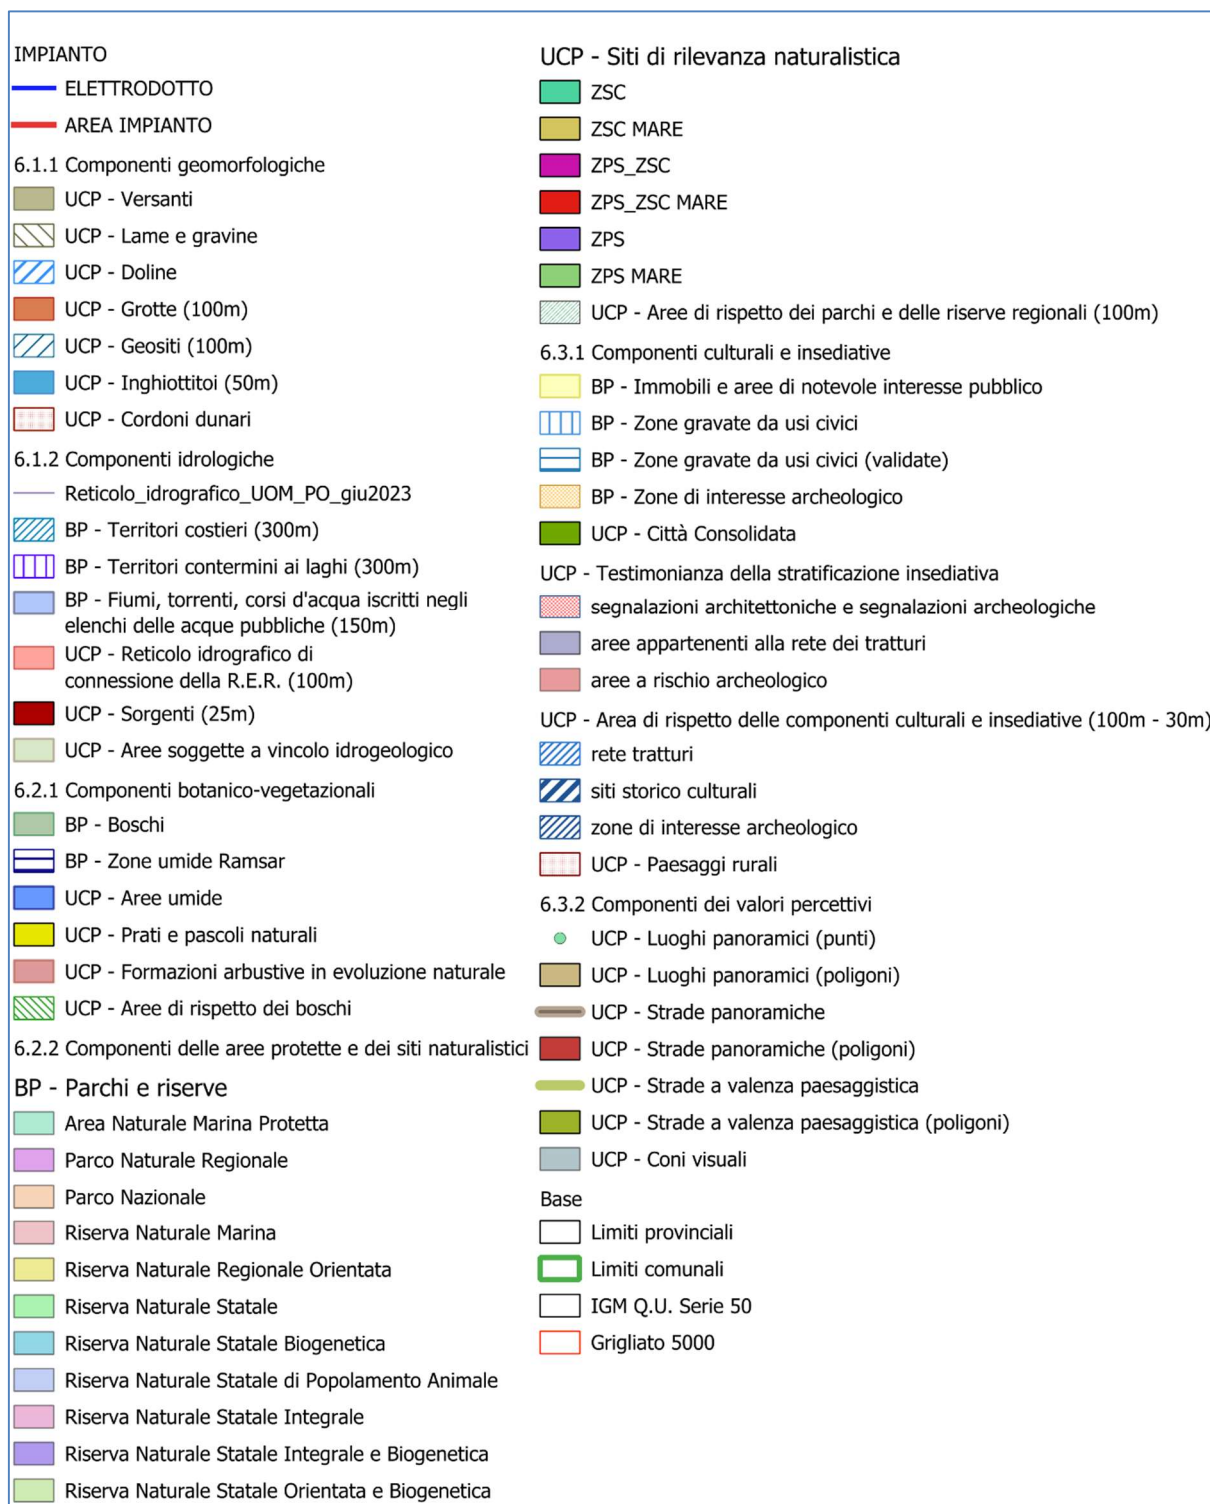 IMPIANTO
ELETTRODOTTO
AREA IMPIANTO
6.1.1 Componenti geomorfologiche
UCP - Versanti
UCP - Lame e gravine
UCP - Doline
UCP - Grotte (100m)
UCP - Geositi (100m)
UCP - Inghiottitoi (50m)
UCP - Cordoni dunari
6.1.2 Componenti idrologiche
Reticolo_idrografico_UOM_PO_giu2023
BP - Territori costieri (300m)
BP - Territori contermini ai laghi (300m)
BP - Fiumi, torrenti, corsi d'acqua iscritti negli
elenchi delle acque pubbliche (150m)
UCP - Reticolo idrografico di
connessione della R.E.R. (100m)
UCP - Sorgenti (25m)
UCP - Aree soggette a vincolo idrogeologico
6.2.1 Componenti botanico-vegetazionali
BP - Boschi
BP - Zone umide Ramsar
UCP - Aree umide
UCP - Prati e pascoli naturali
UCP - Formazioni arbustive in evoluzione naturale
UCP - Aree di rispetto dei boschi
6.2.2 Componenti delle aree protette e dei siti naturalistici
BP - Parchi e riserve
Area Naturale Marina Protetta
Parco Naturale Regionale
Parco Nazionale
Riserva Naturale Marina
Riserva Naturale Regionale Orientata
Riserva Naturale Statale
Riserva Naturale Statale Biogenetica
Riserva Naturale Statale di Popolamento Animale
Riserva Naturale Statale Integrale
Riserva Naturale Statale Integrale e Biogenetica
Riserva Naturale Statale Orientata e Biogenetica
UCP - Siti di rilevanza naturalistica
ZSC
ZSC MARE
ZPS_ZSC
ZPS_ZSC MARE
ZPS
ZPS MARE
UCP - Aree di rispetto dei parchi e delle riserve regionali (100m)
6.3.1 Componenti culturali e insediative
BP - Immobili e aree di notevole interesse pubblico
BP - Zone gravate da usi civici
BP - Zone gravate da usi civici (validate)
BP - Zone di interesse archeologico
UCP - Città Consolidata
UCP - Testimonianza della stratificazione insediativa
segnalazioni architettoniche e segnalazioni archeologiche
aree appartenenti alla rete dei tratturi
aree a rischio archeologico
UCP - Area di rispetto delle componenti culturali e insediative (100m - 30m)
rete tratturi
siti storico culturali
zone di interesse archeologico
UCP - Paesaggi rurali
6.3.2 Componenti dei valori percettivi
UCP - Luoghi panoramici (punti)
UCP - Luoghi panoramici (poligoni)
UCP - Strade panoramiche
UCP - Strade panoramiche (poligoni)
UCP - Strade a valenza paesaggistica
UCP - Strade a valenza paesaggistica (poligoni)
UCP - Coni visuali
Base
Limiti provinciali
Limiti comunali
IGM Q.U. Serie 50
Grigliato 5000